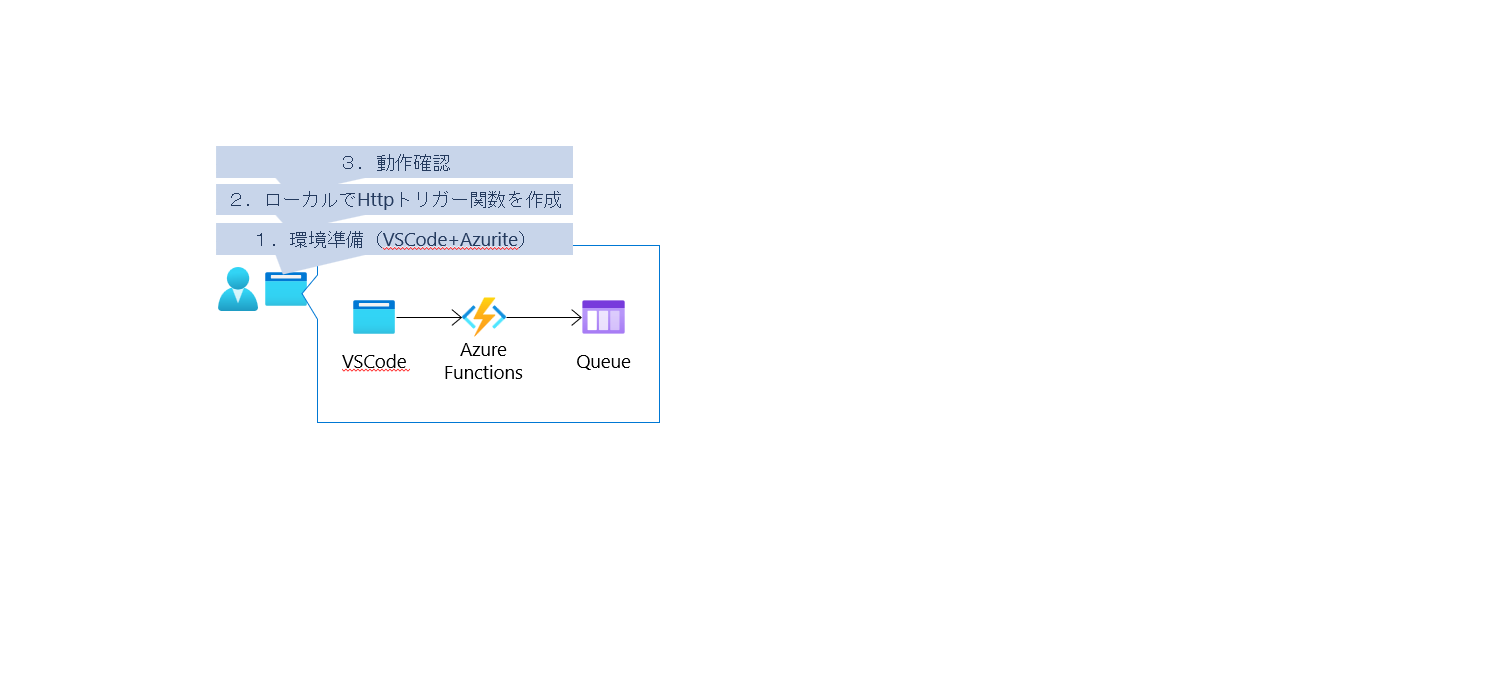 ３．動作確認
２．ローカルでHttpトリガー関数を作成
１．環境準備（VSCode+Azurite）
VSCode
Azure
Functions
Queue